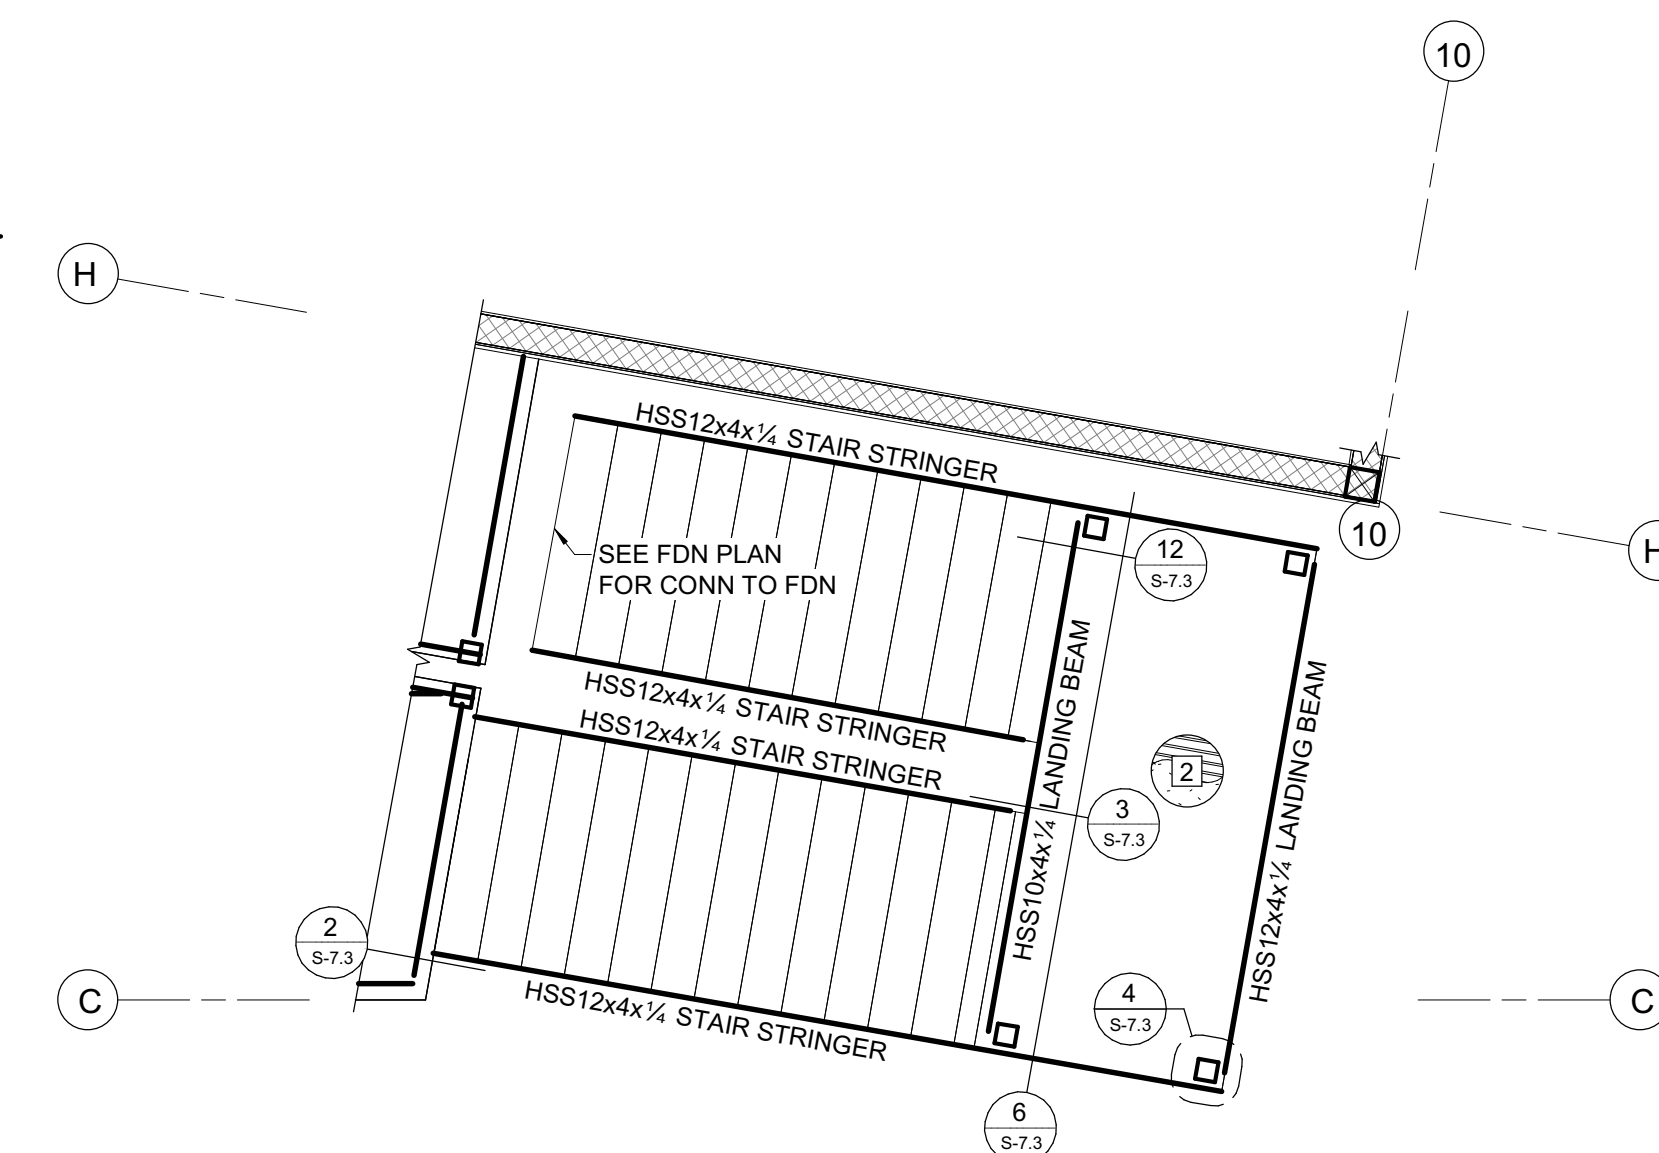 10
H
HSS12x4x¼ STAIR STRINGER
10
H
SEE FDN PLAN
FOR CONN TO FDN
12
S-7.3
HSS12x4x¼ STAIR STRINGER
HSS12x4x¼ STAIR STRINGER
HSS10x4x¼ LANDING BEAM
HSS12x4x¼ LANDING BEAM
2
3
S-7.3
2
S-7.3
C
HSS12x4x¼ STAIR STRINGER
4
S-7.3
C
6
S-7.3